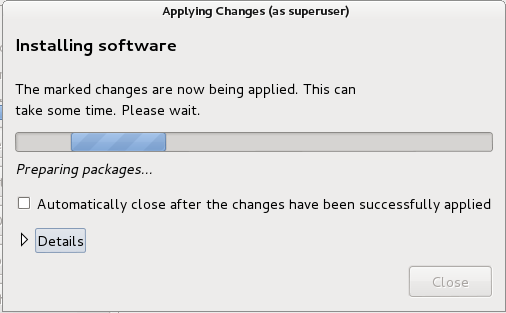 Applying Changes (as superuser)
Installing software
The marked changes are now being applied. This can
take some time. Please wait.
Preparing packages...
Automatically close after the changes have been successfully applied
Details
Close